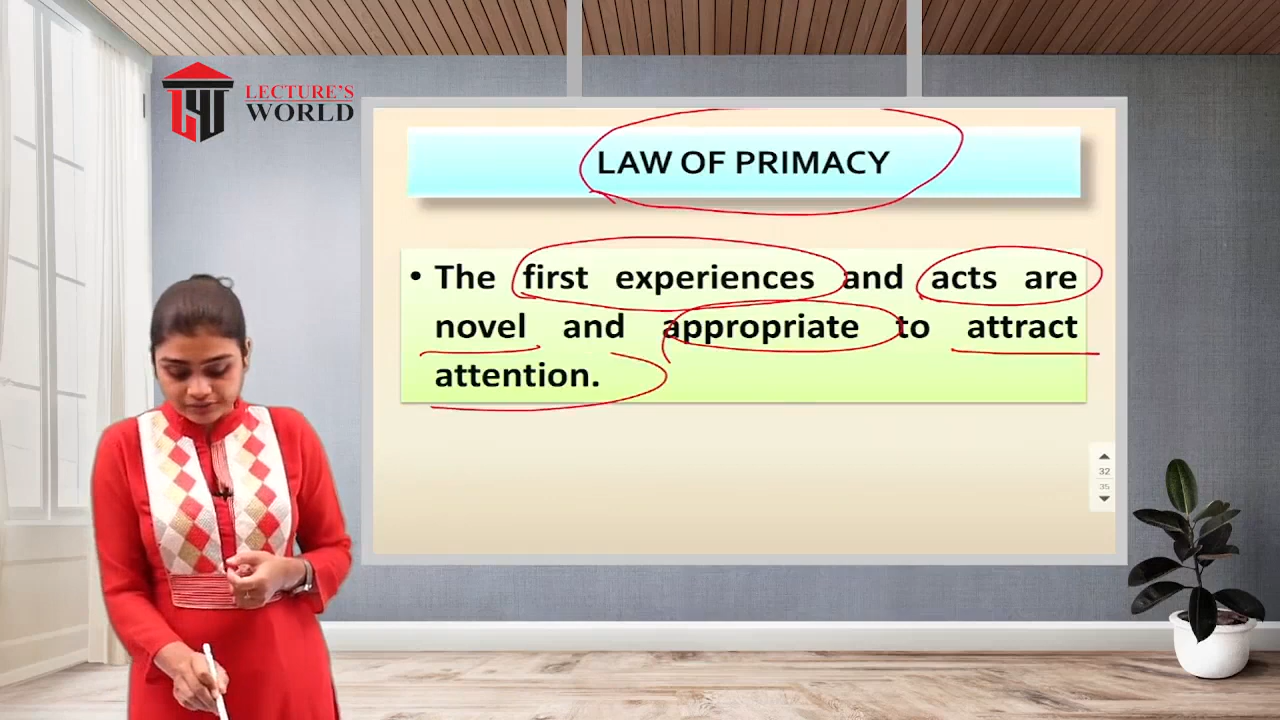 LECTURE'S
WORLD
LAW OF PRIMACY
• The first experiences and acts are
novel and appropriate to attract
attention.
32
35